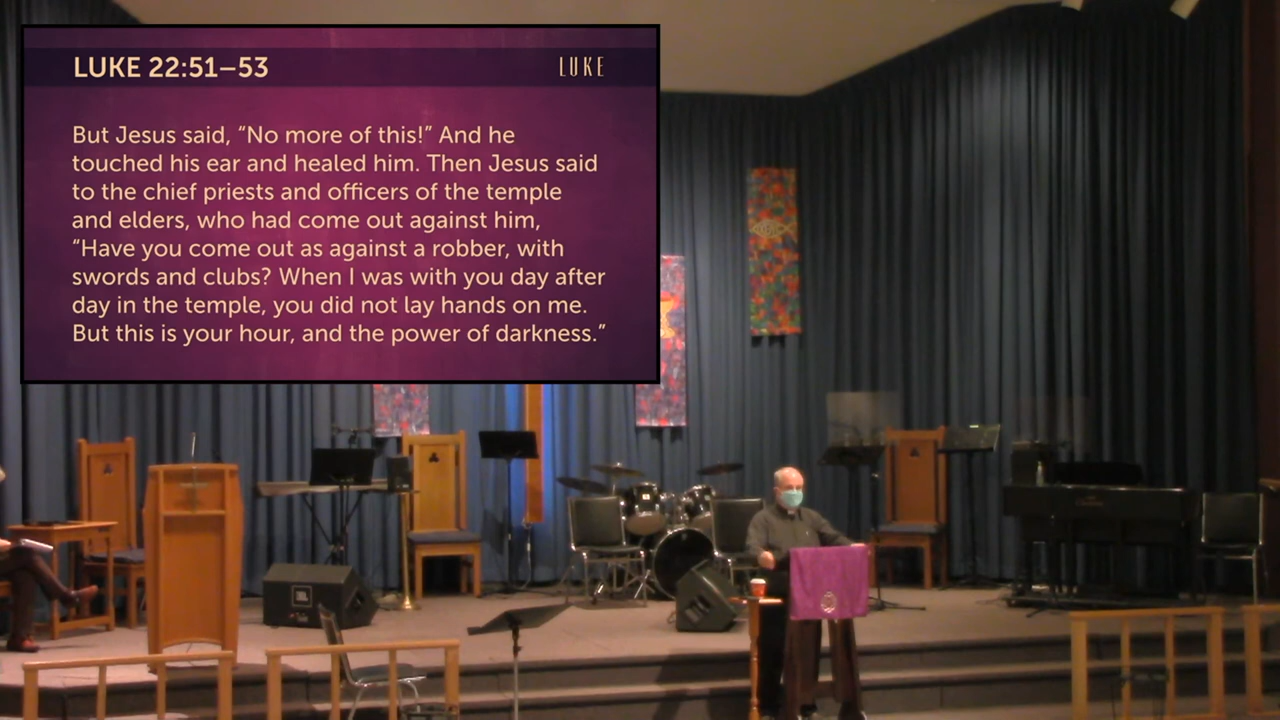 LUKE 22:51–53
LUKE
But Jesus said, “No more of this!” And he
touched his ear and healed him. Then Jesus said
to the chief priests and officers of the temple
and elders, who had come out against him,
“Have you come out as against a robber, with
swords and clubs? When I was with you day after
day in the temple, you did not lay hands on me.
But this is your hour, and the power of darkness.”